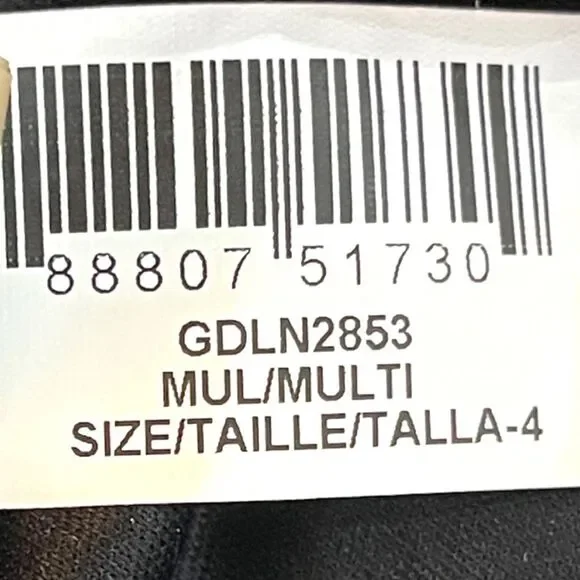 88807 51730
GDLN2853
MUL/MULTI
SIZE/TAILLE/TALLA-4